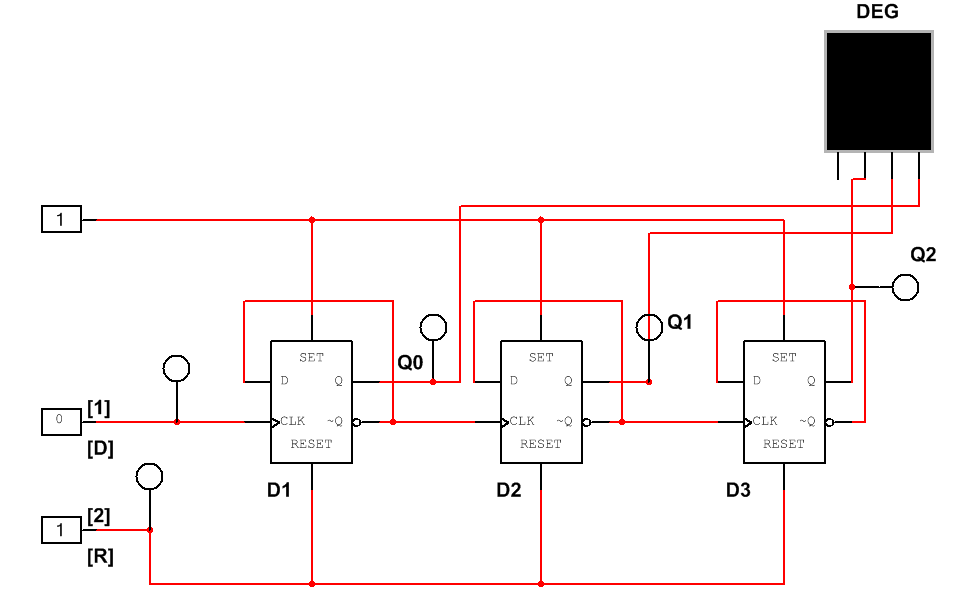 DEG
1
Q2
Q1
SET
SET
SET
Q0
D
Q
D
Q
D
Q
[1]
0
CLK
~Q
CLK
~Q
CLK
~Q
[D]
RESET
RESET
RESET
D1
D2
D3
[2]
1
[R]